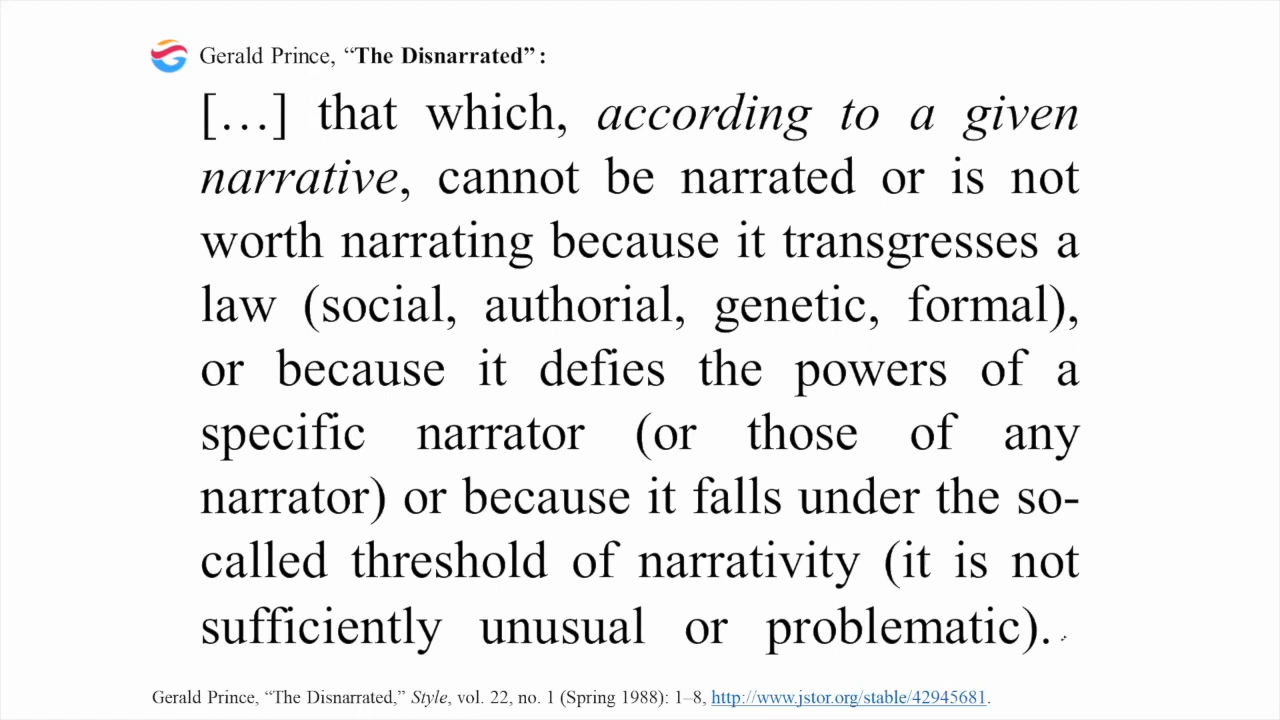 Gerald Prince, “The Disnarrated”:
[…] that which, according to a given
narrative, cannot be narrated or is not
worth narrating because it transgresses a
law (social, authorial, genetic, formal),
or because it defies the powers of a
specific narrator (or those of any
narrator) or because it falls under the so-
called threshold of narrativity (it is not
sufficiently unusual or problematic).
Gerald Prince, “The Disnarrated,” Style, vol. 22, no. 1 (Spring 1988): 1–8, http://www.jstor.org/stable/42945681.